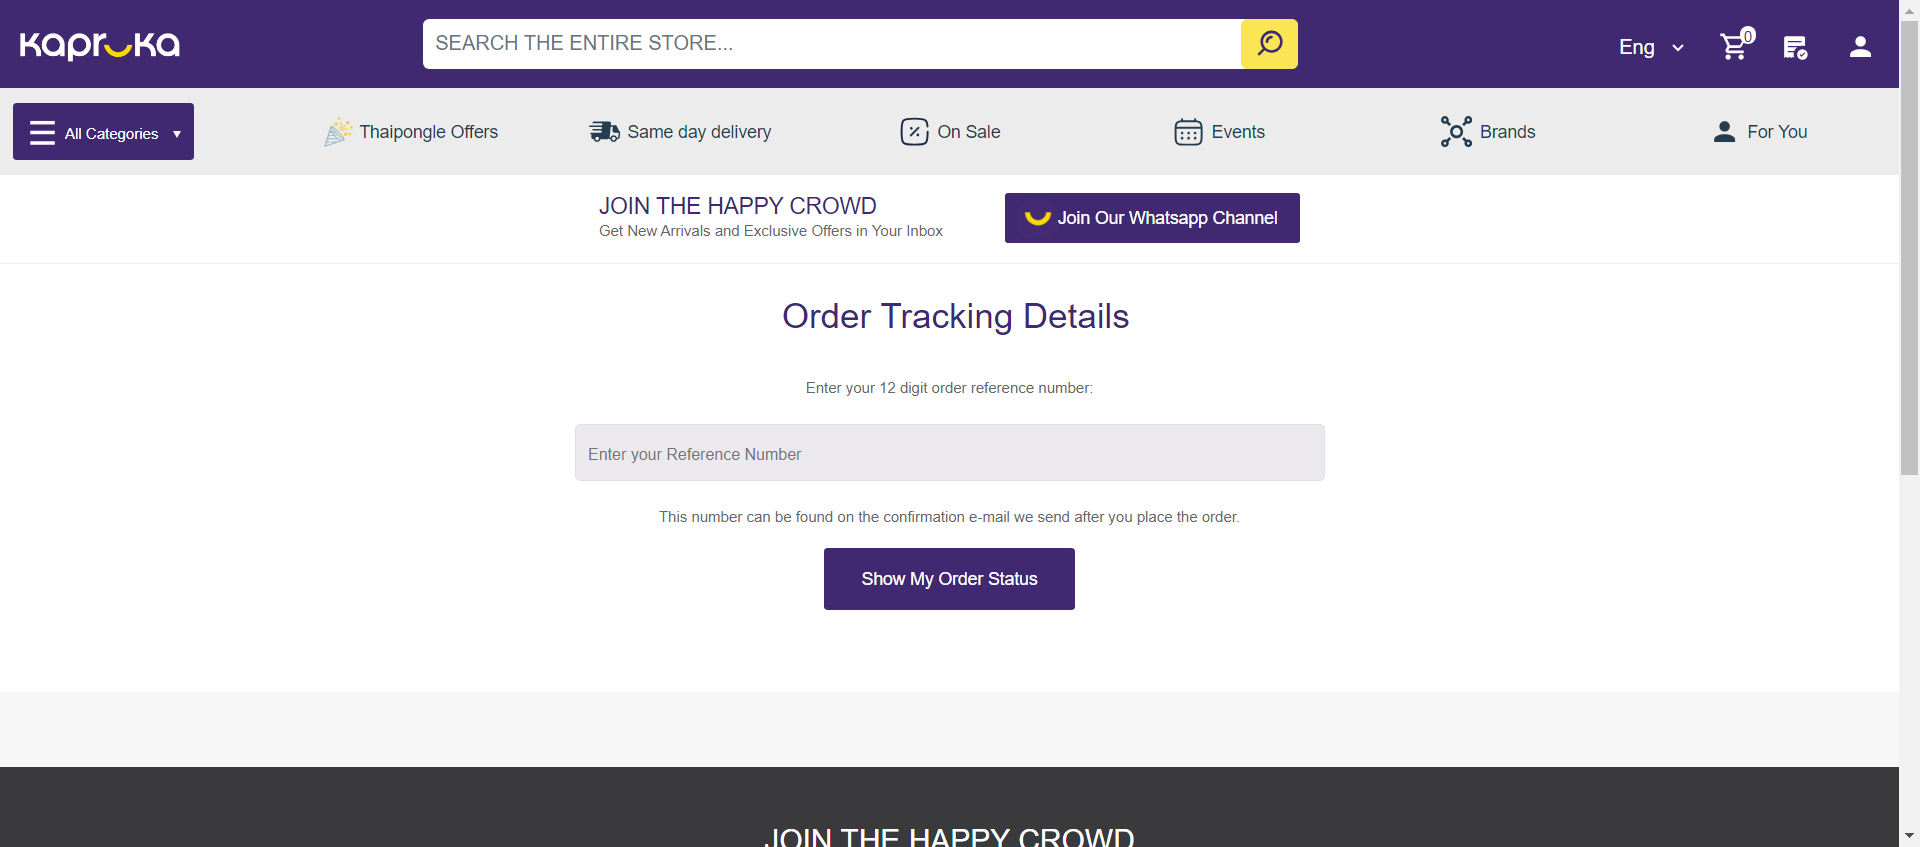 Kapruka
SEARCH THE ENTIRE STORE...
Eng
0
All Categories
Thaipongle Offers
Same day delivery
On Sale
Events
Brands
For You
JOIN THE HAPPY CROWD
Get New Arrivals and Exclusive Offers in Your Inbox
Join Our Whatsapp Channel
Order Tracking Details
Enter your 12 digit order reference number:
Enter your Reference Number
This number can be found on the confirmation e-mail we send after you place the order.
Show My Order Status
JOIN THE HAPPY CROWD